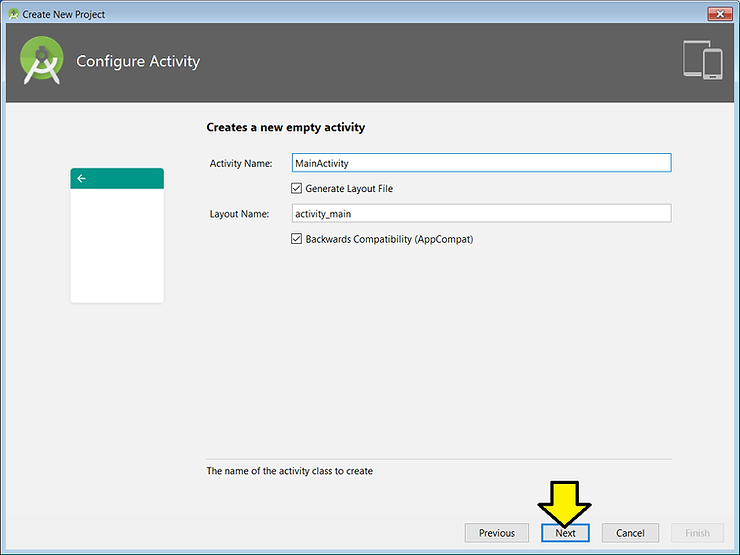 Create New Project
Configure Activity
Creates a new empty activity
Activity Name: MainActivity
Generate Layout File
Layout Name: activity_main
Backwards Compatibility (AppCompat)
The name of the activity class to create
Previous Next Cancel Finish